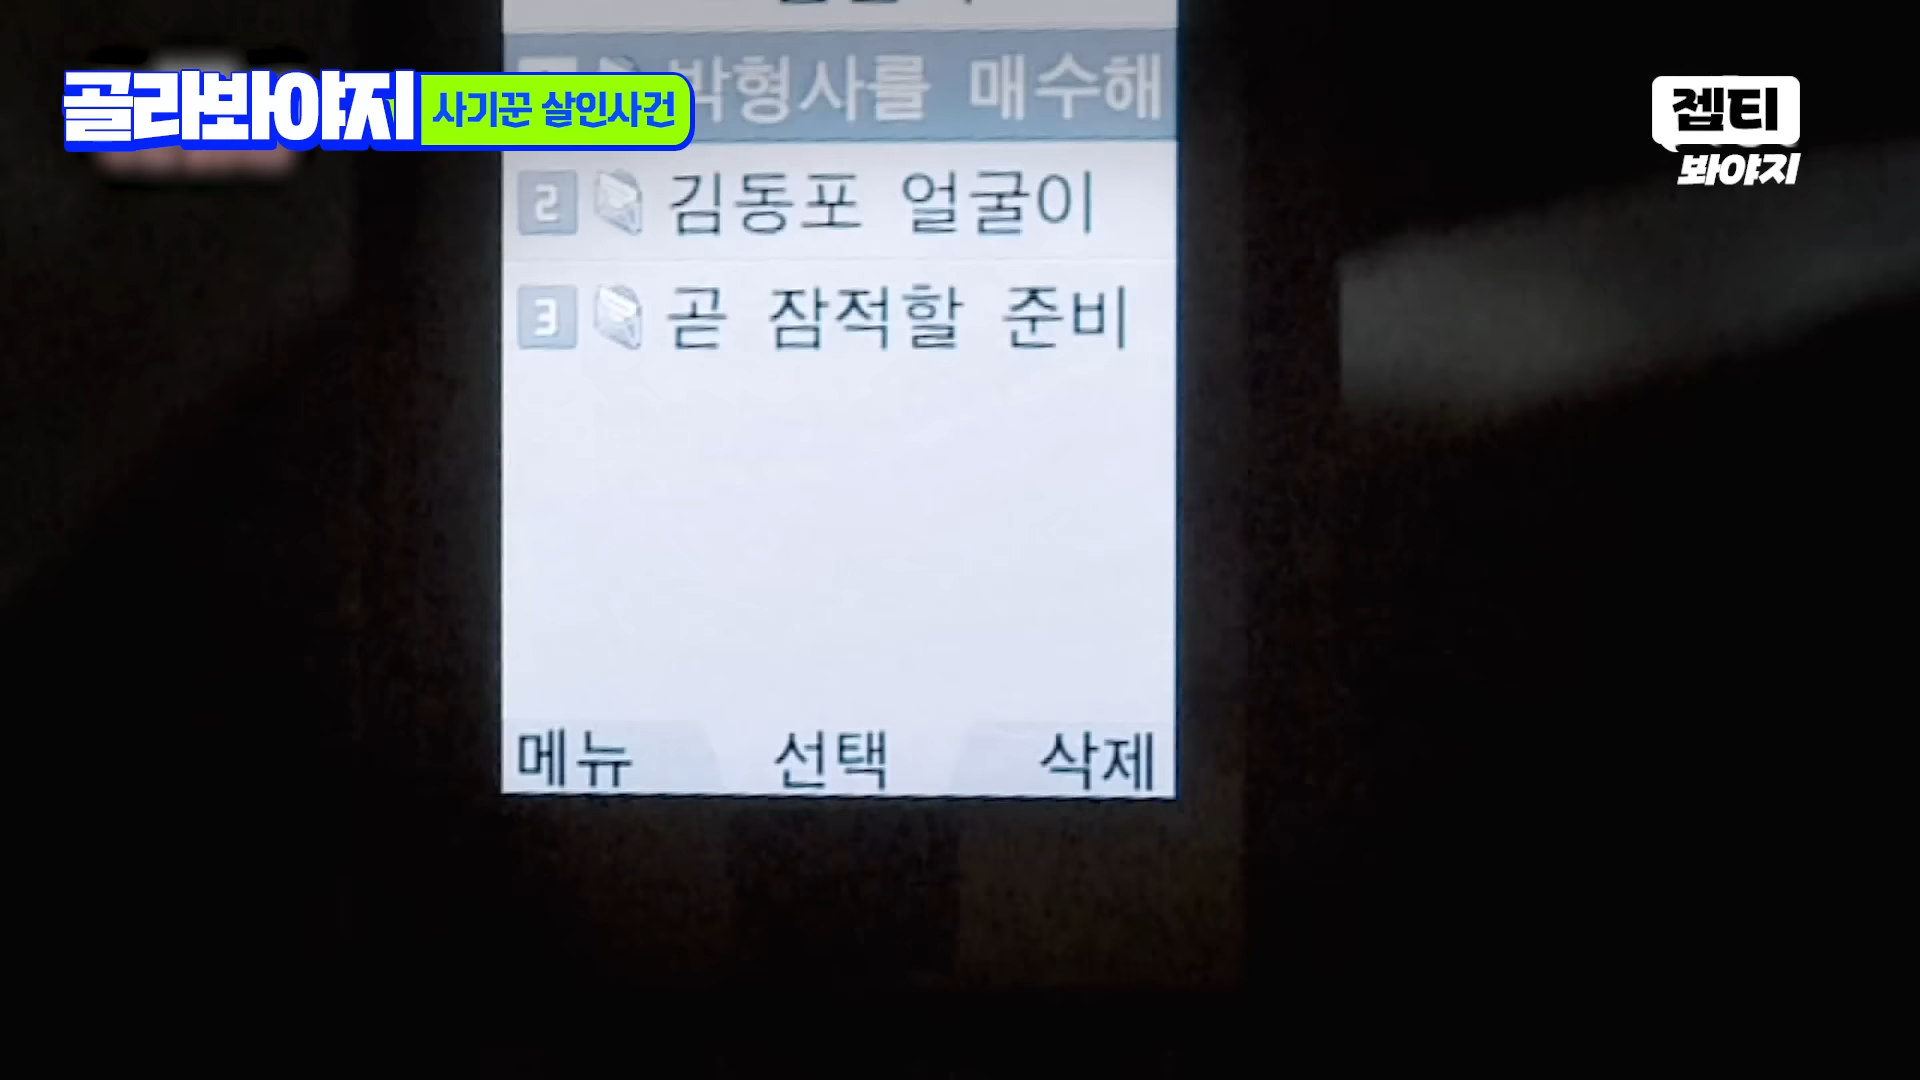 골라봐야지 사기꾼 살인사건
젭티
봐야지
박형사를 매수해
2 김동포 얼굴이
3 곧 잠적할 준비
메뉴 선택 삭제